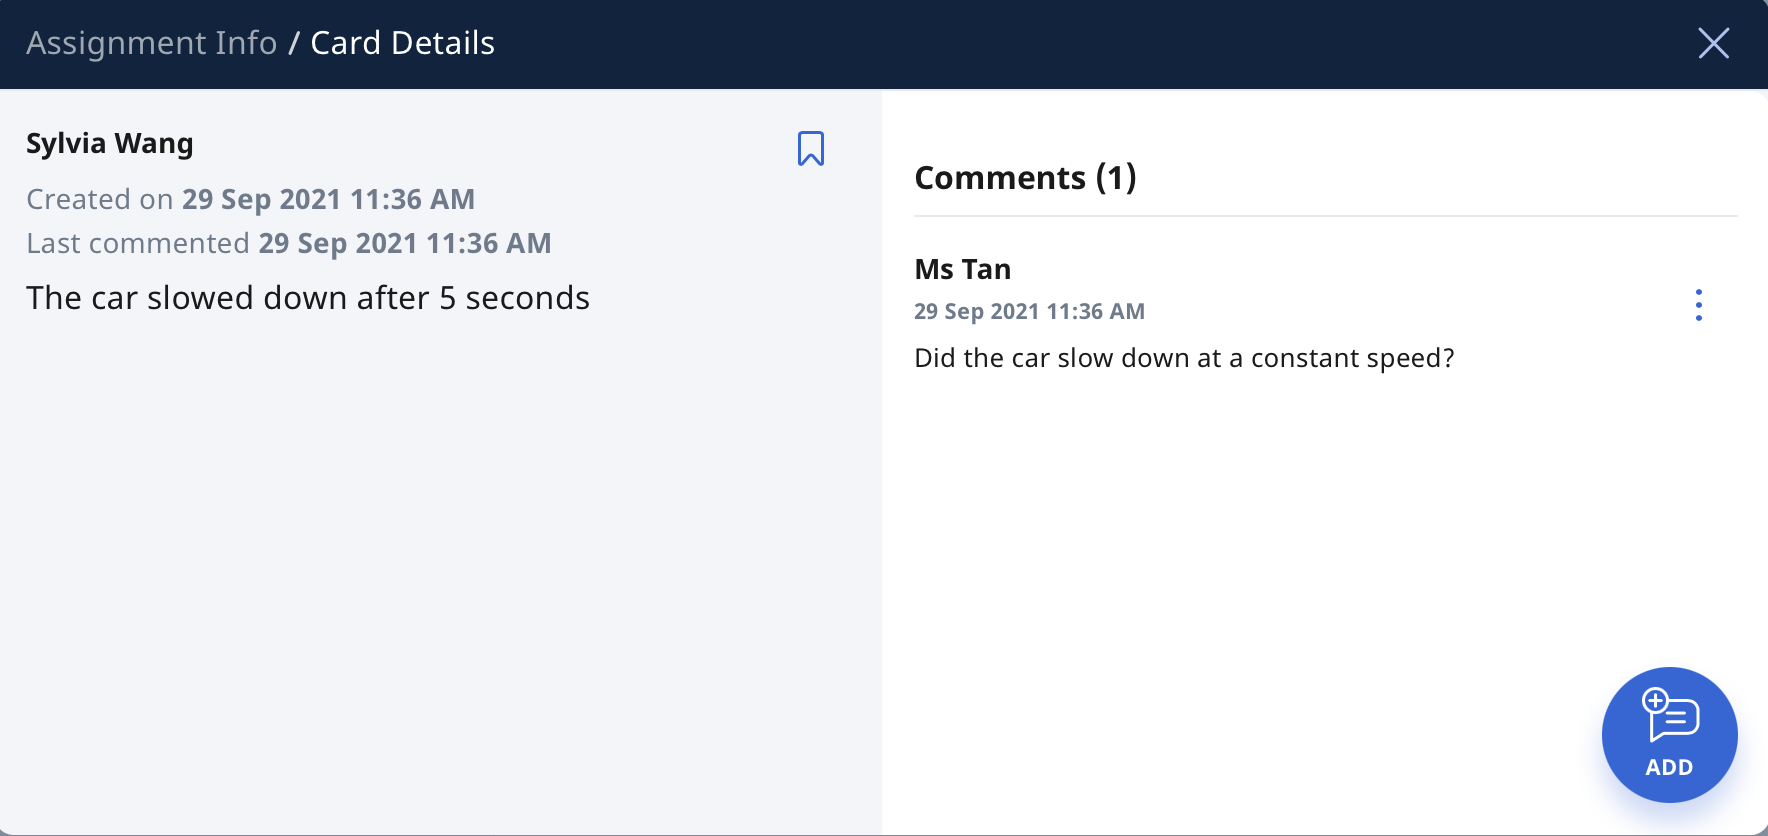 Assignment Info / Card Details
Sylvia Wang
Created on 29 Sep 2021 11:36 AM
Last commented 29 Sep 2021 11:36 AM
The car slowed down after 5 seconds
Comments (1)
Ms Tan
29 Sep 2021 11:36 AM
Did the car slow down at a constant speed?
ADD